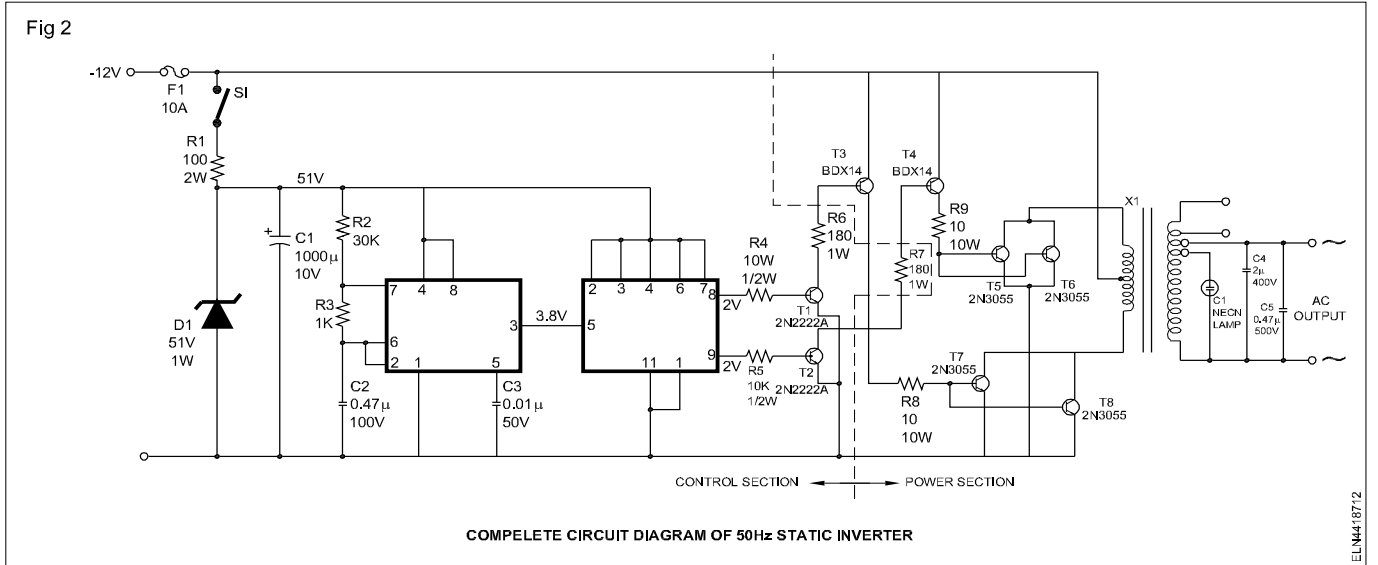 Fig 2
-12V
F1
10A
SI
R1
100
2W
51V
D1
51V
1W
+
C1
1000μ
10V
R2
30K
R3
1K
C2
0.47μ
100V
7
4
8
6
2
3
1
5
3.8V
C3
0.01μ
50V
2
3
4
6
7
5
8
9
11
1
2V
2V
R4
10W
1/2W
R5
10K
1/2W
T1
2N2222A
T2
2N2222A
R6
180
1W
R7
180
1W
T3
BDX14
T4
BDX14
R9
10
10W
T5
2N3055
T6
2N3055
T7
2N3055
R8
10
10W
T8
2N3055
X1
C1
NECN
LAMP
C4
2μ
400V
C5
0.47μ
500V
AC
OUTPUT
CONTROL SECTION
POWER SECTION
COMPELETE CIRCUIT DIAGRAM OF 50Hz STATIC INVERTER
ELN4418712